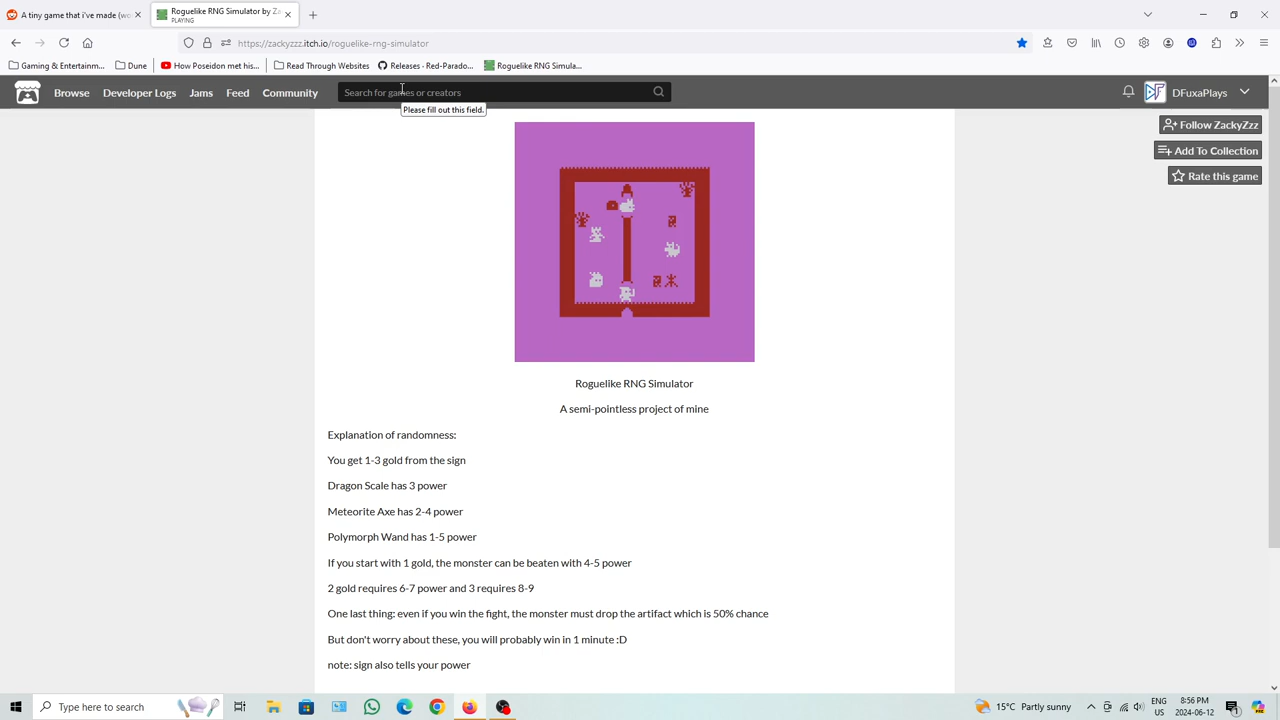 A tiny game that i've made (wo
Roguelike RNG Simulator by Za
PLAYING
https://zackyzzz.itch.io/roguelike-rng-simulator
Gaming & Entertainm...
Dune
How Poseidon met his...
Read Through Websites
Releases · Red-Parado...
Roguelike RNG Simula...
Browse
Developer Logs
Jams
Feed
Community
Search for games or creators
DFuxaPlays
Please fill out this field.
Follow ZackyZzz
Add To Collection
Rate this game
Roguelike RNG Simulator
A semi-pointless project of mine
Explanation of randomness:
You get 1-3 gold from the sign
Dragon Scale has 3 power
Meteorite Axe has 2-4 power
Polymorph Wand has 1-5 power
If you start with 1 gold, the monster can be beaten with 4-5 power
2 gold requires 6-7 power and 3 requires 8-9
One last thing: even if you win the fight, the monster must drop the artifact which is 50% chance
But don't worry about these, you will probably win in 1 minute :D
note: sign also tells your power
Type here to search
15°C Partly sunny
ENG
US
8:56 PM
2024-06-12